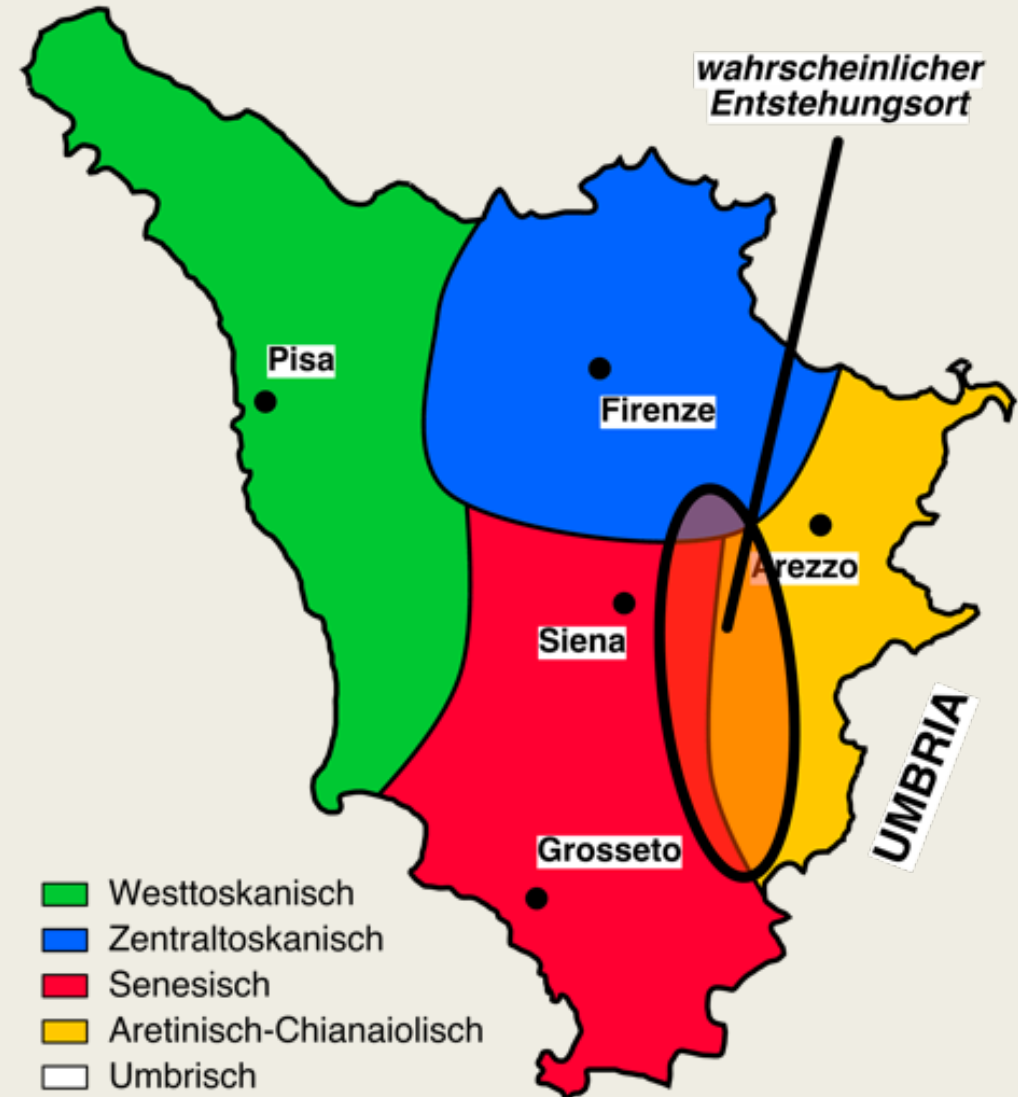 wahrscheinlicher
Entstehungsort
Pisa
Firenze
Arezzo
Siena
UMBRIA
Grosseto
Westtoskanisch
Zentraltoskanisch
Senesisch
Aretinisch-Chianaiolisch
Umbrisch